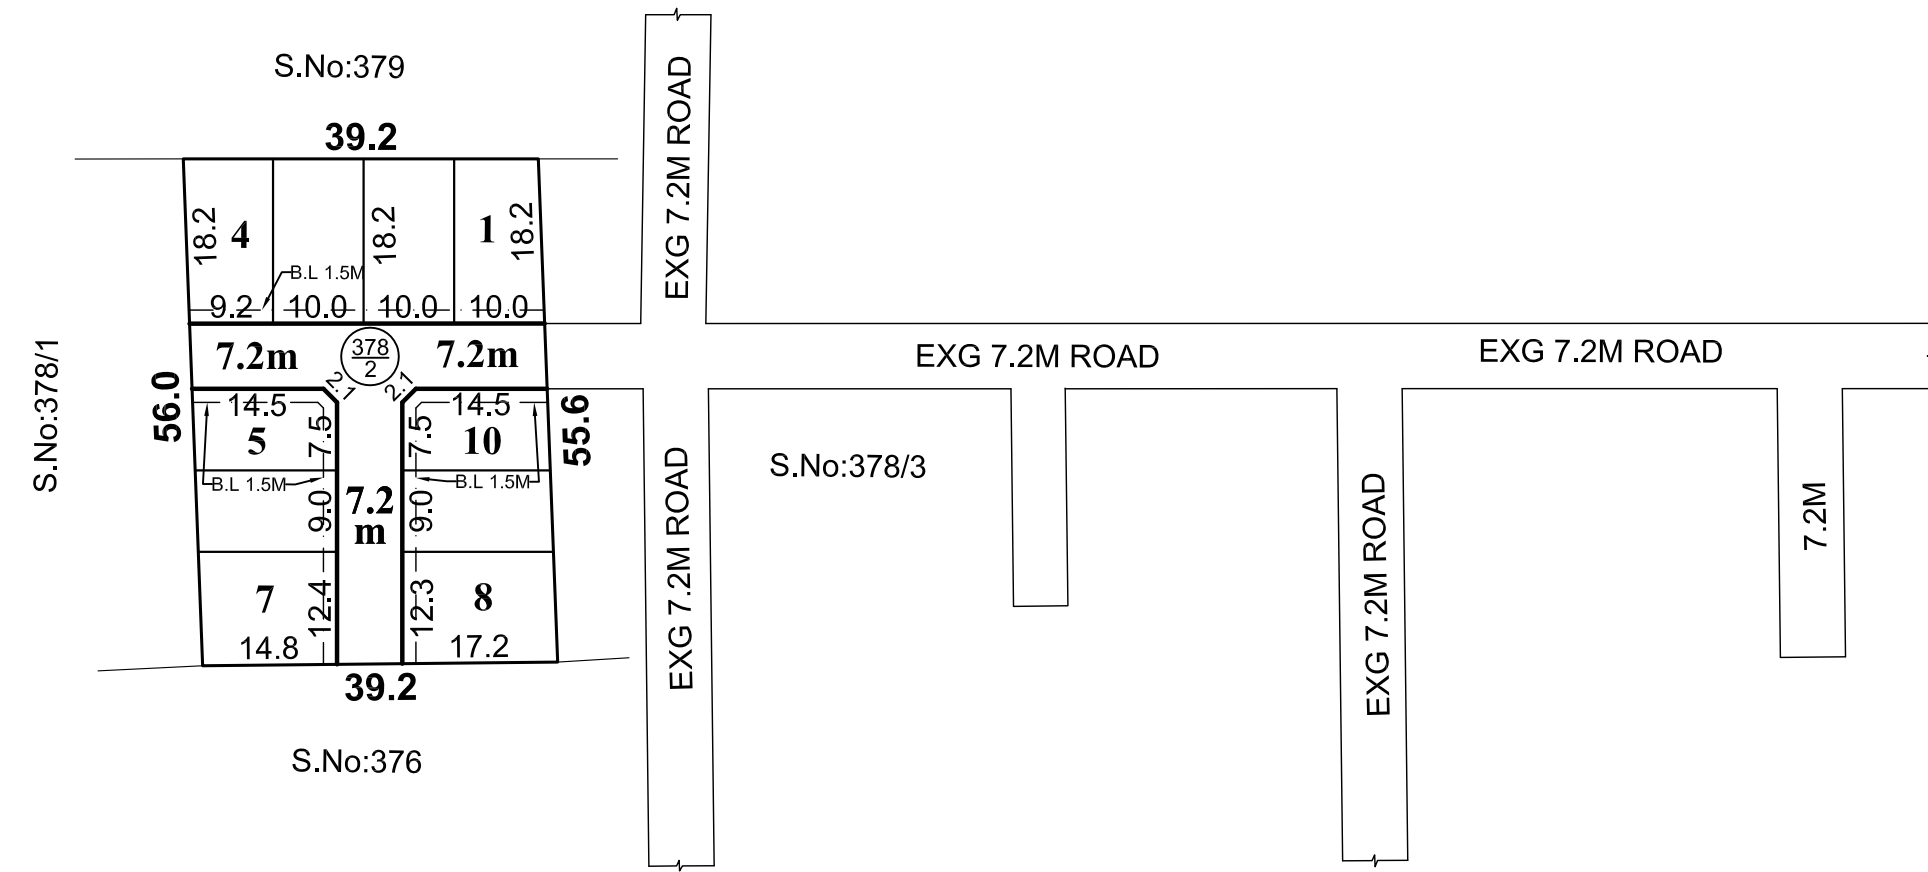 S.No:379
39.2
EXG 7.2M ROAD
18.2
4
18.2
1
18.2
B.L 1.5M
9.2
10.0
10.0
10.0
7.2m
378
2
7.2m
EXG 7.2M ROAD
EXG 7.2M ROAD
S.No:378/1
56.0
2.1
2.1
14.5
14.5
55.6
5
7.5
7.5
10
S.No:378/3
B.L 1.5M
B.L 1.5M
9.0
7.2
m
9.0
EXG 7.2M ROAD
EXG 7.2M ROAD
7.2M
7
12.4
12.3
8
14.8
17.2
39.2
S.No:376